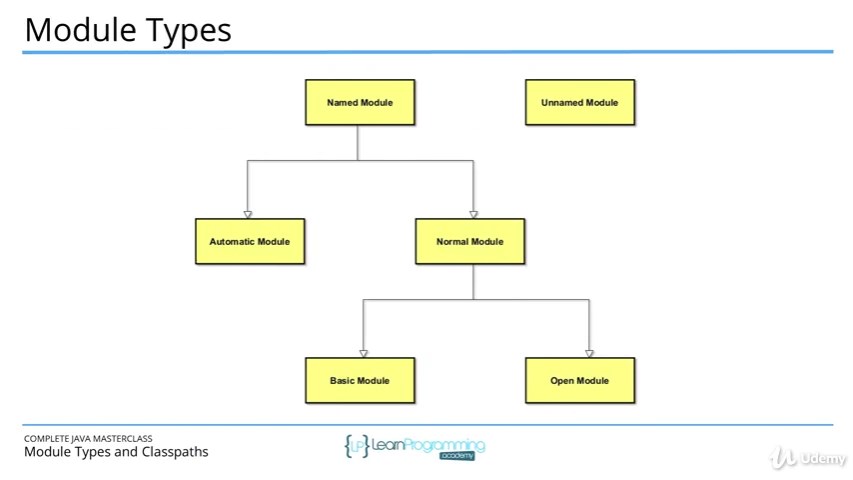 Module Types
Named Module
Unnamed Module
Automatic Module
Normal Module
Basic Module
Open Module
COMPLETE JAVA MASTERCLASS
Module Types and Classpaths
{LP} LearnProgramming
academy
Udemy